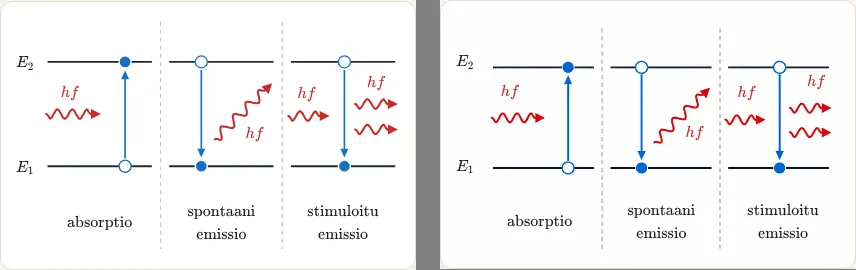 E₂
hf
hf
hf
hf
E₁
absorptio
spontaani
emissio
stimuloitu
emissio
E₂
hf
hf
hf
hf
E₁
absorptio
spontaani
emissio
stimuloitu
emissio